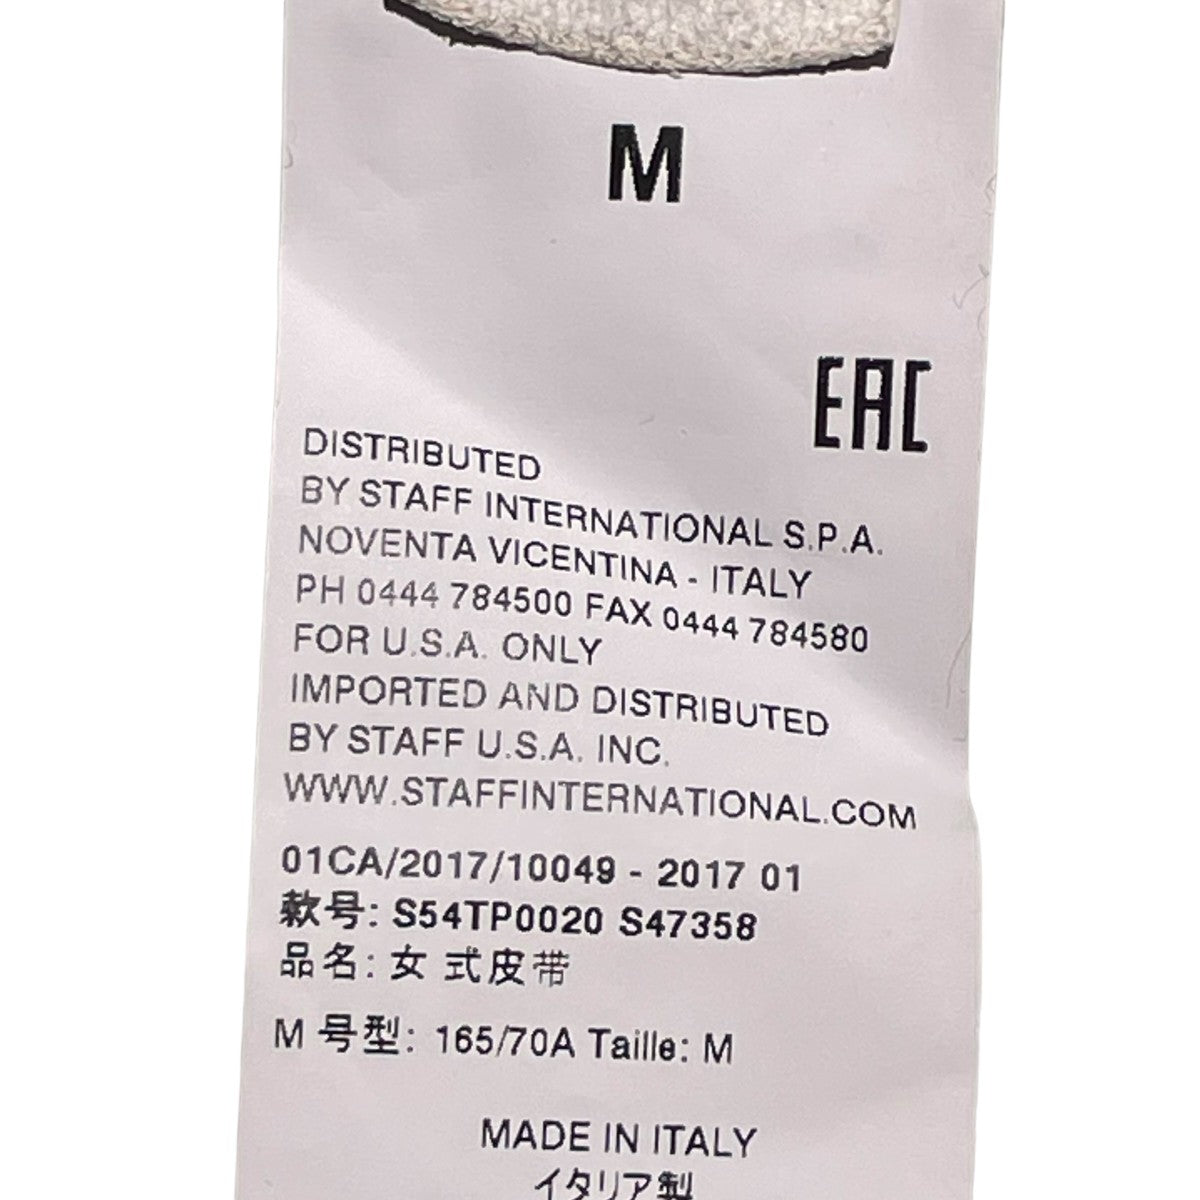 M
EAC
DISTRIBUTED
BY STAFF INTERNATIONAL S.P.A.
NOVENTA VICENTINA - ITALY
PH 0444 784500 FAX 0444 784580
FOR U.S.A. ONLY
IMPORTED AND DISTRIBUTED
BY STAFF U.S.A. INC.
WWW.STAFFINTERNATIONAL.COM
01CA/2017/10049 - 2017 01
款号: S54TP0020 S47358
品名: 女 式皮带
M 号型: 165/70A Taille: M
MADE IN ITALY
イタリア製